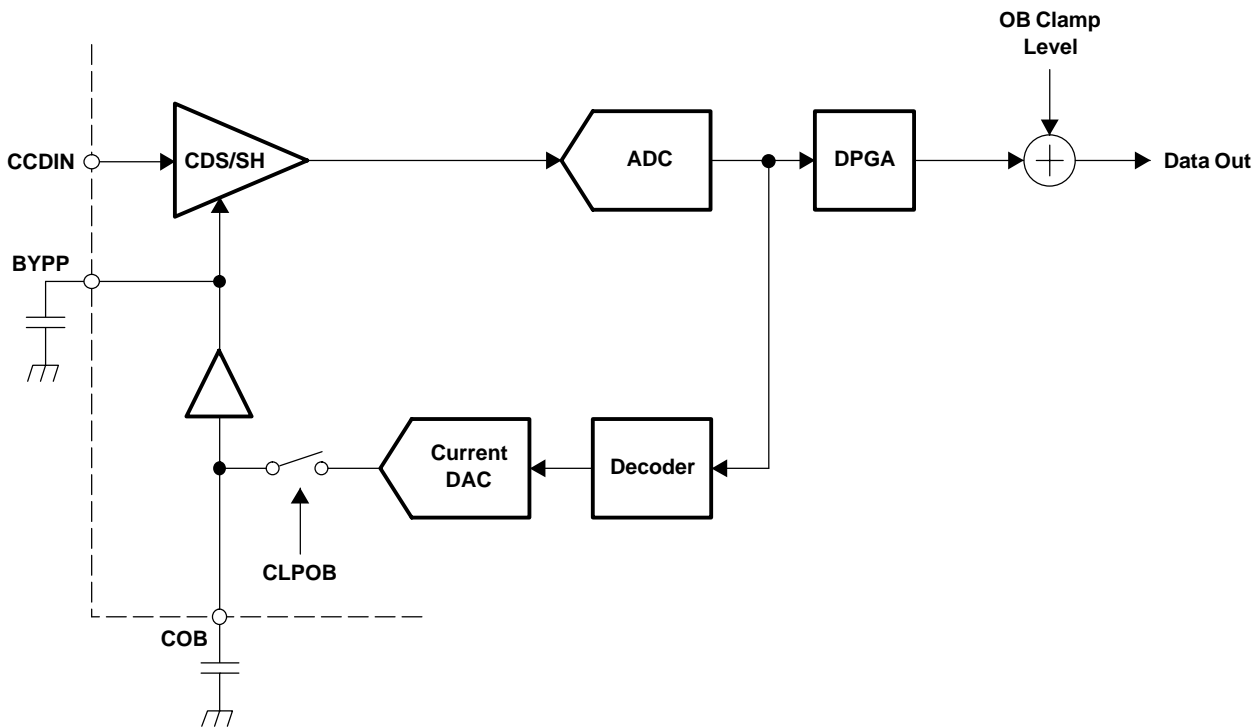 OB Clamp
Level
CCDIN
CDS/SH
ADC
DPGA
Data Out
BYPP
Current
DAC
Decoder
CLPOB
COB